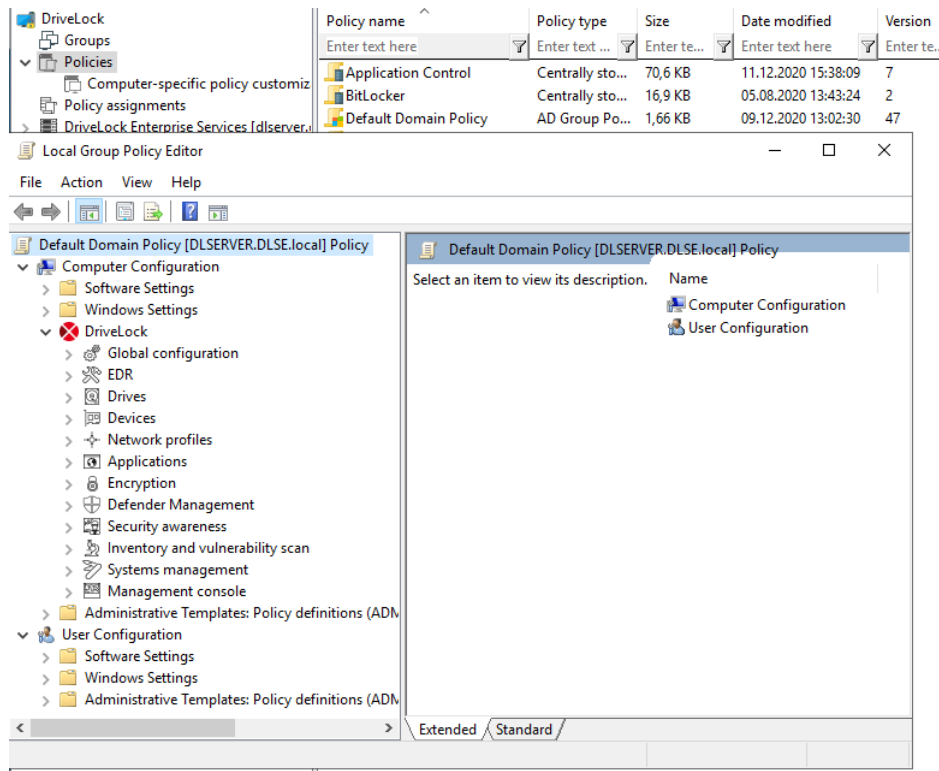 DriveLock
Groups
Policies
Computer-specific policy customiz
Policy assignments
DriveLock Enterprise Services [dlserver.
Policy name Policy type Size Date modified Version
Enter text here Enter text ... Enter te... Enter text here Enter te..
Application Control Centrally sto... 70,6 KB 11.12.2020 15:38:09 7
BitLocker Centrally sto... 16,9 KB 05.08.2020 13:43:24 2
Default Domain Policy AD Group Po... 1,66 KB 09.12.2020 13:02:30 47
Local Group Policy Editor
File Action View Help
Default Domain Policy [DLSERVER.DLSE.local] Policy
Computer Configuration
Software Settings
Windows Settings
DriveLock
Global configuration
EDR
Drives
Devices
Network profiles
Applications
Encryption
Defender Management
Security awareness
Inventory and vulnerability scan
Systems management
Management console
Administrative Templates: Policy definitions (ADM
User Configuration
Software Settings
Windows Settings
Administrative Templates: Policy definitions (ADM
Default Domain Policy [DLSERVER.DLSE.local] Policy
Select an item to view its description.
Name
Computer Configuration
User Configuration
Extended Standard